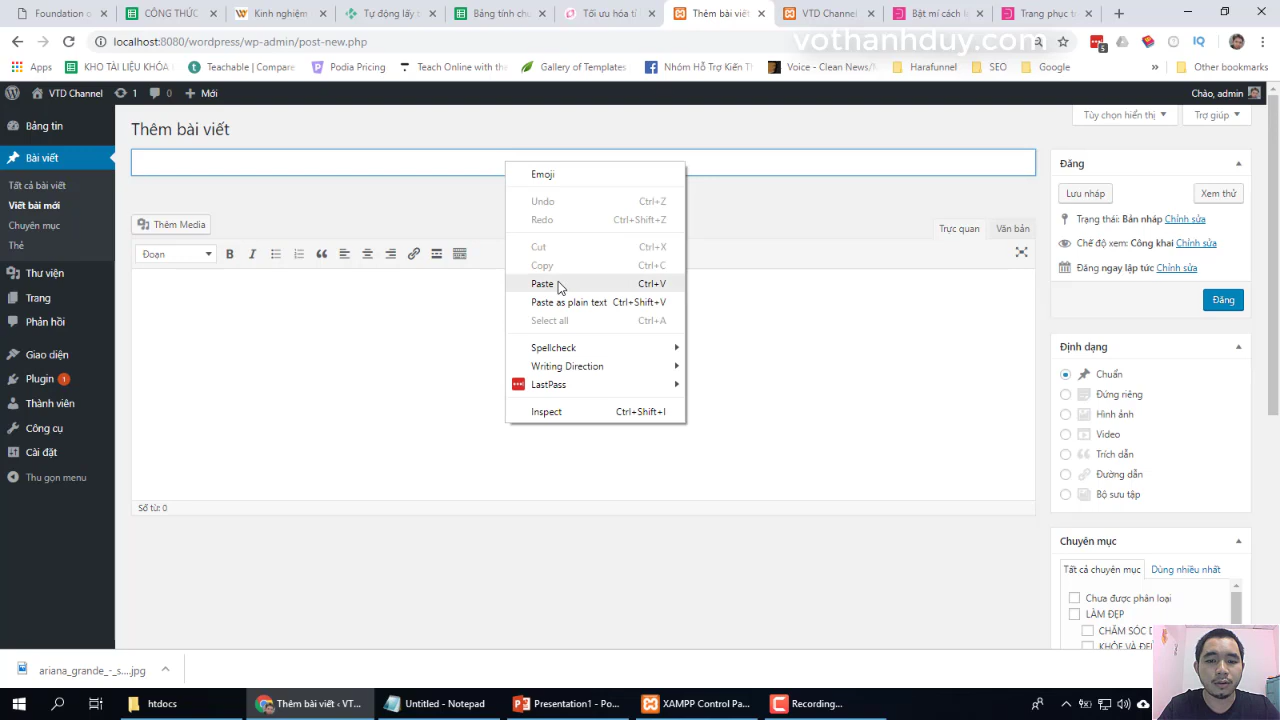 Foundation o
CÔNG THỨC
Kinh nghiệm
Tự động lấy t
Bảng tính chu
Tối ưu hóa tì
Thêm bài viết
VTD Channel
Bật mí cách l
Trang phục t
localhost:8080/wordpress/wp-admin/post-new.php
vothanhduy.com
5
IQ
Apps
KHO TÀI LIỆU KHÓA
Teachable | Compare
Podia Pricing
Teach Online with the
Gallery of Templates
Nhóm Hỗ Trợ Kiến Th
Voice - Clean News/M
Harafunnel
SEO
Google
»
Other bookmarks
VTD Channel
1
0
Mới
Chào, admin
Bảng tin
Bài viết
Tất cả bài viết
Viết bài mới
Chuyên mục
Thẻ
Thư viện
Trang
Phản hồi
Giao diện
Plugin 1
Thành viên
Công cụ
Cài đặt
Thu gọn menu
Tùy chọn hiển thị
Trợ giúp
Thêm bài viết
Thêm Media
Trực quan
Văn bản
Đoạn
B
I
Số từ: 0
Emoji
Undo Ctrl+Z
Redo Ctrl+Shift+Z
Cut Ctrl+X
Copy Ctrl+C
Paste Ctrl+V
Paste as plain text Ctrl+Shift+V
Select all Ctrl+A
Spellcheck
Writing Direction
LastPass
Inspect Ctrl+Shift+I
Đăng
Lưu nháp
Xem thử
Trạng thái: Bản nháp Chỉnh sửa
Chế độ xem: Công khai Chỉnh sửa
Đăng ngay lập tức Chỉnh sửa
Đăng
Định dạng
Chuẩn
Đứng riêng
Hình ảnh
Video
Trích dẫn
Đường dẫn
Bộ sưu tập
Chuyên mục
Tất cả chuyên mục
Dùng nhiều nhất
Chưa được phân loại
LÀM ĐẸP
CHĂM SÓC D
ariana_grande_-_s....jpg
htdocs
Thêm bài viết ‹ VT...
Untitled - Notepad
Presentation1 - Po...
XAMPP Control Pa...
Recording...